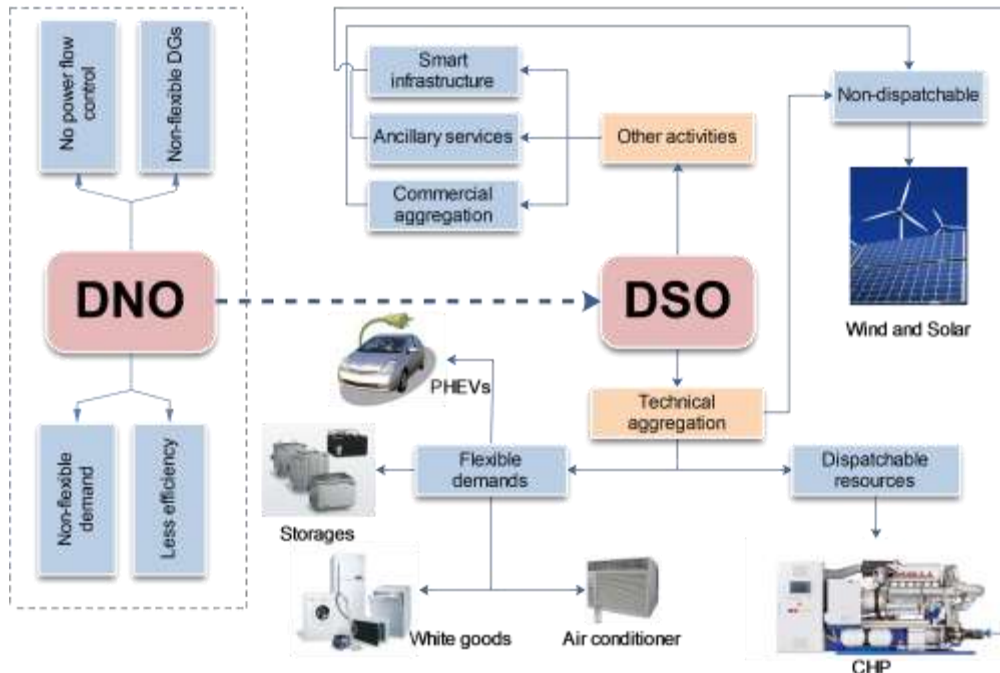 No power flow
control
Non-flexible DGs
DNO
Non-flexible
demand
Less efficiency
Smart
infrastructure
Ancillary services
Commercial
aggregation
Other activities
Non-dispatchable
Wind and Solar
DSO
Technical
aggregation
PHEVs
Flexible
demands
Dispatchable
resources
Storages
White goods
Air conditioner
CHP